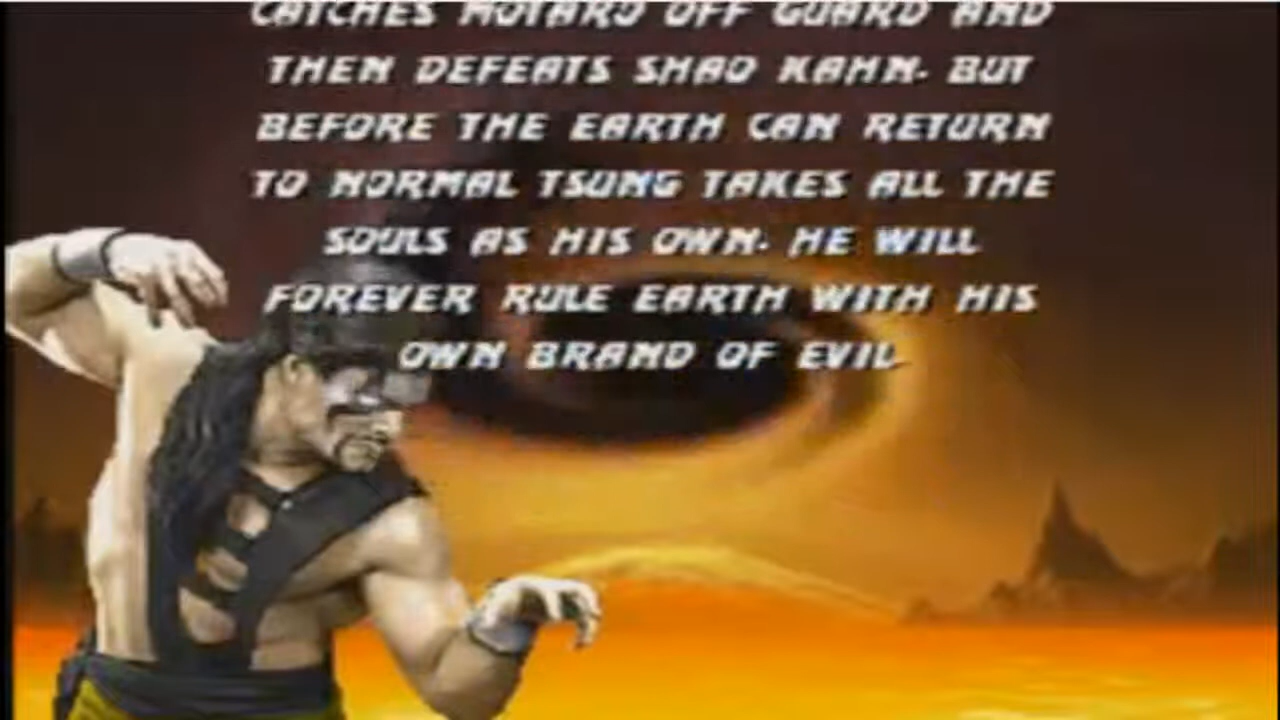 CATCHES MOTARO OFF GUARD AND
THEN DEFEATS SHAO KAHN. BUT
BEFORE THE EARTH CAN RETURN
TO NORMAL TSUNG TAKES ALL THE
SOULS AS HIS OWN. HE WILL
FOREVER RULE EARTH WITH HIS
OWN BRAND OF EVIL